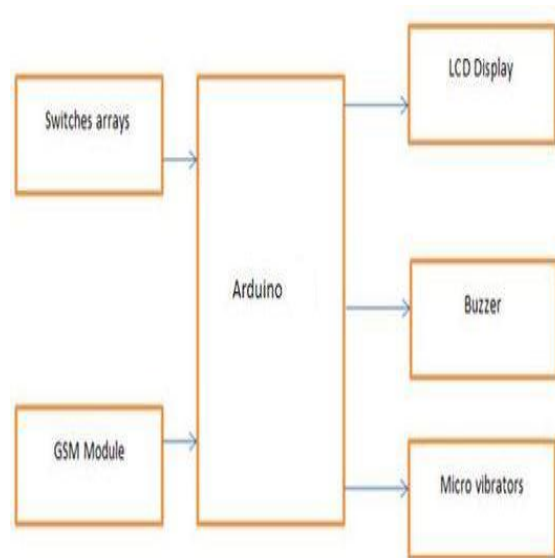 LCD Display
Switches arrays
Arduino
Buzzer
GSM Module
Micro vibrators